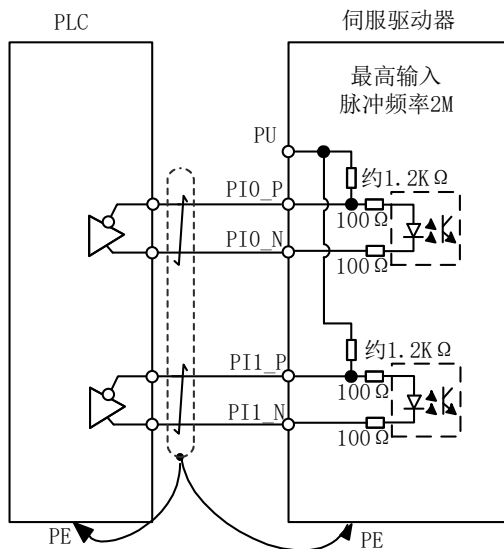 PLC
伺服驱动器
最高输入
脉冲频率2M
PU
约1.2KΩ
PI0_P
100Ω
PI0_N
100Ω
约1.2KΩ
PI1_P
100Ω
PI1_N
100Ω
PE
PE